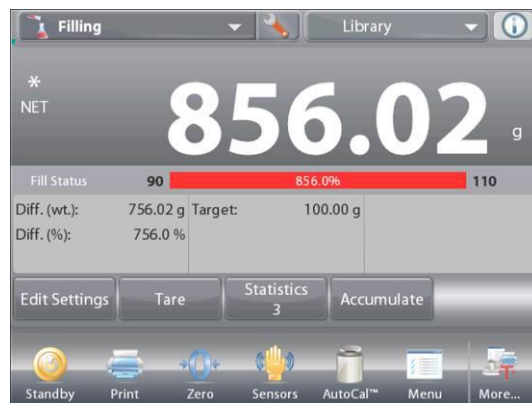 Filling Library
*
NET 856.02 g
Fill Status 90 856.0% 110
Diff. (wt.): 756.02 g Target: 100.00 g
Diff. (%): 756.0 %
Edit Settings Tare Statistics 3 Accumulate
Standby Print Zero Sensors AutoCal™ Menu More...